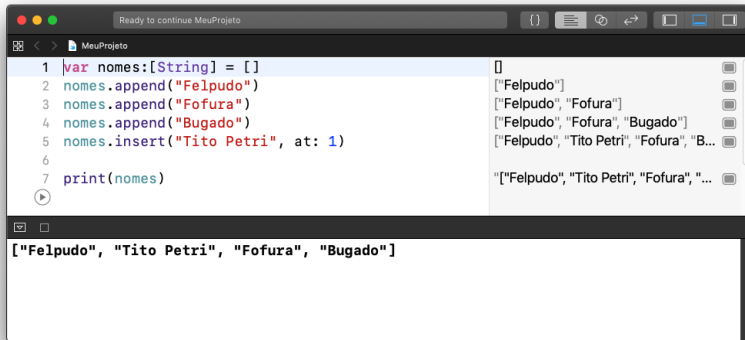 Ready to continue MeuProjeto
{}
MeuProjeto
1 var nomes:[String] = [] []
2 nomes.append("Felpudo") ["Felpudo"]
3 nomes.append("Fofura") ["Felpudo", "Fofura"]
4 nomes.append("Bugado") ["Felpudo", "Fofura", "Bugado"]
5 nomes.insert("Tito Petri", at: 1) ["Felpudo", "Tito Petri", "Fofura", "B...
6
7 print(nomes) "["Felpudo", "Tito Petri", "Fofura", "...
["Felpudo", "Tito Petri", "Fofura", "Bugado"]